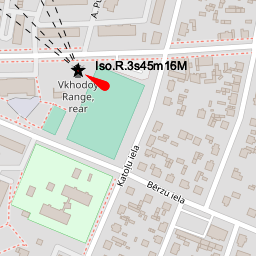 A. P
Iso.R.3s45m16M
Vkhodoy
Range,
rear
Katoļu iela
Bērzu iela